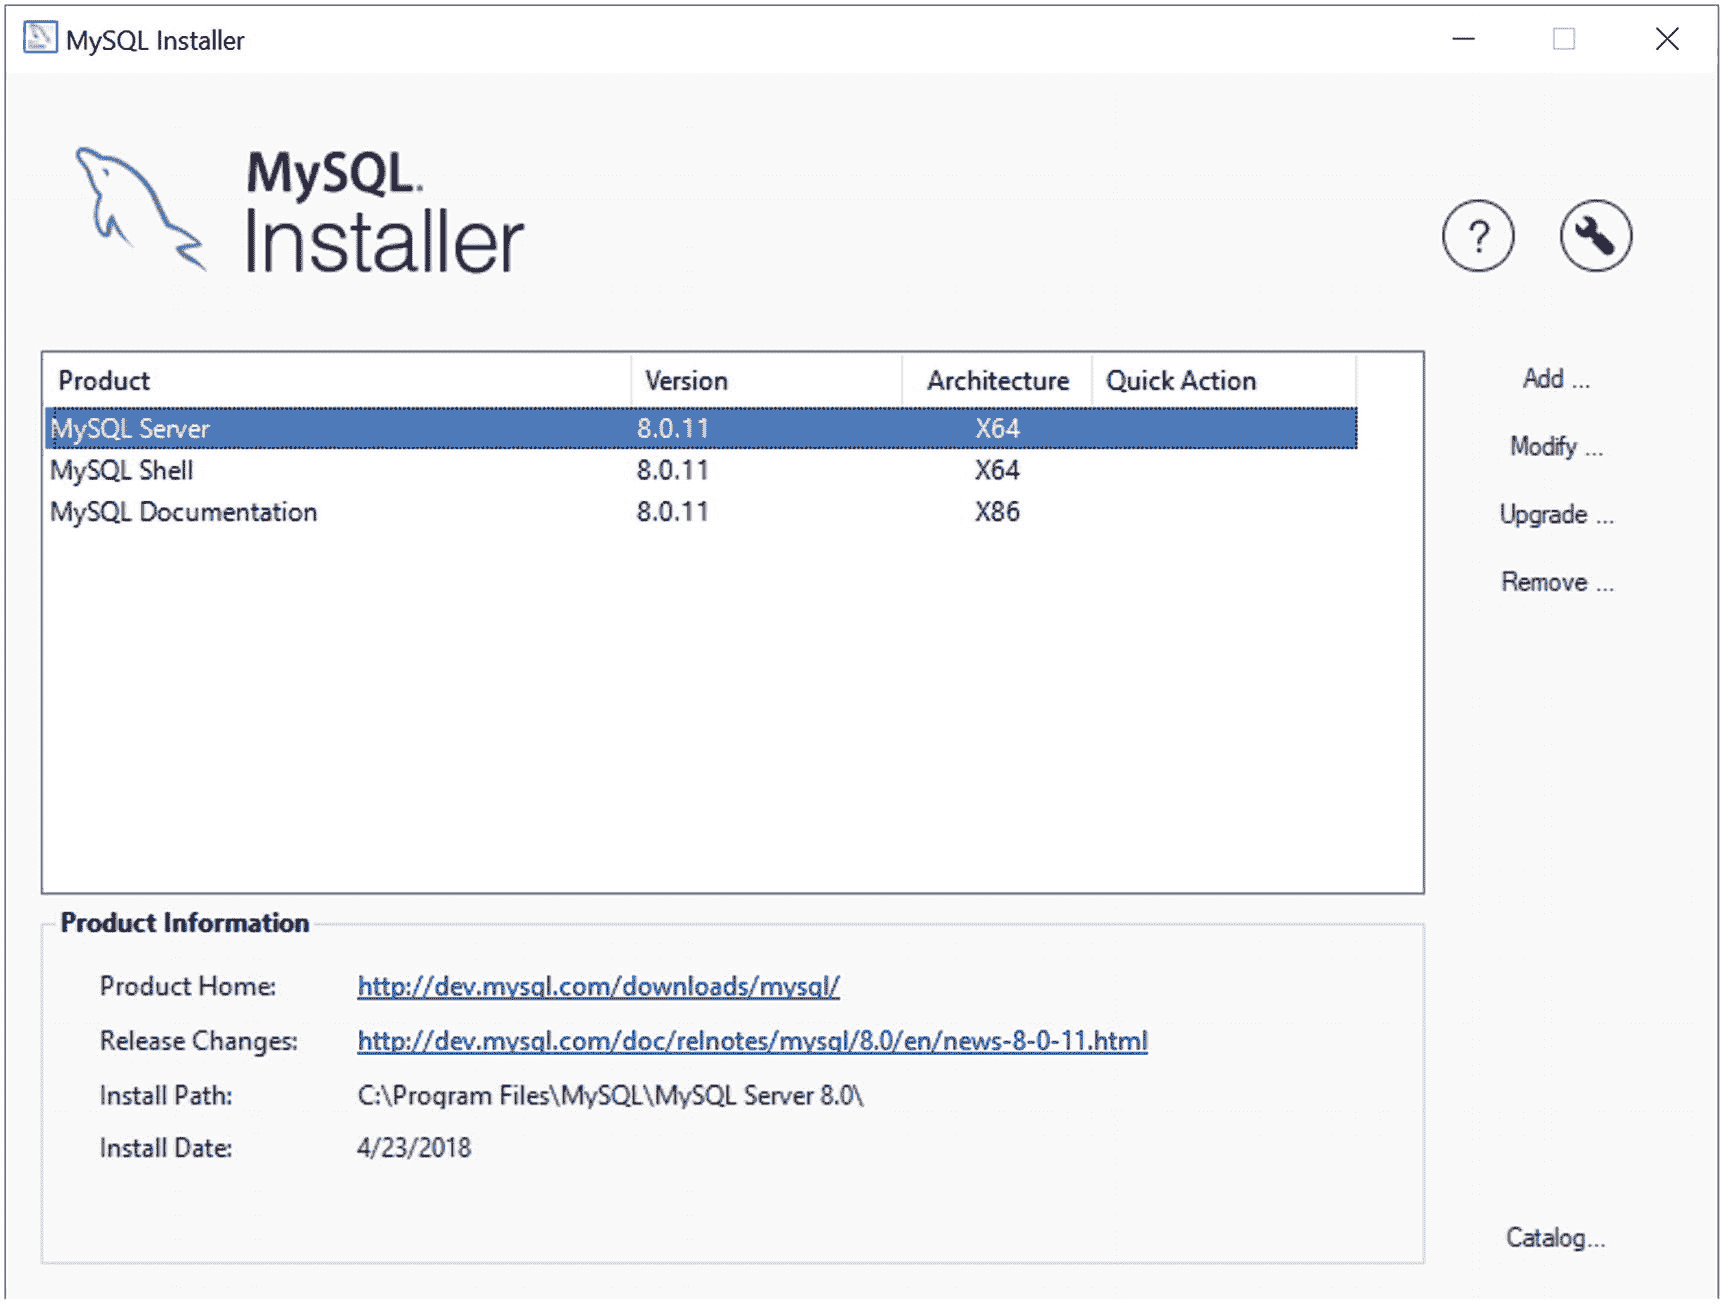 MySQL Installer
MySQL.
Installer
?
Product Version Architecture Quick Action
MySQL Server 8.0.11 X64
MySQL Shell 8.0.11 X64
MySQL Documentation 8.0.11 X86
Add ...
Modify ...
Upgrade ...
Remove ...
Product Information
Product Home: http://dev.mysql.com/downloads/mysql/
Release Changes: http://dev.mysql.com/doc/relnotes/mysql/8.0/en/news-8-0-11.html
Install Path: C:\Program Files\MySQL\MySQL Server 8.0\
Install Date: 4/23/2018
Catalog...